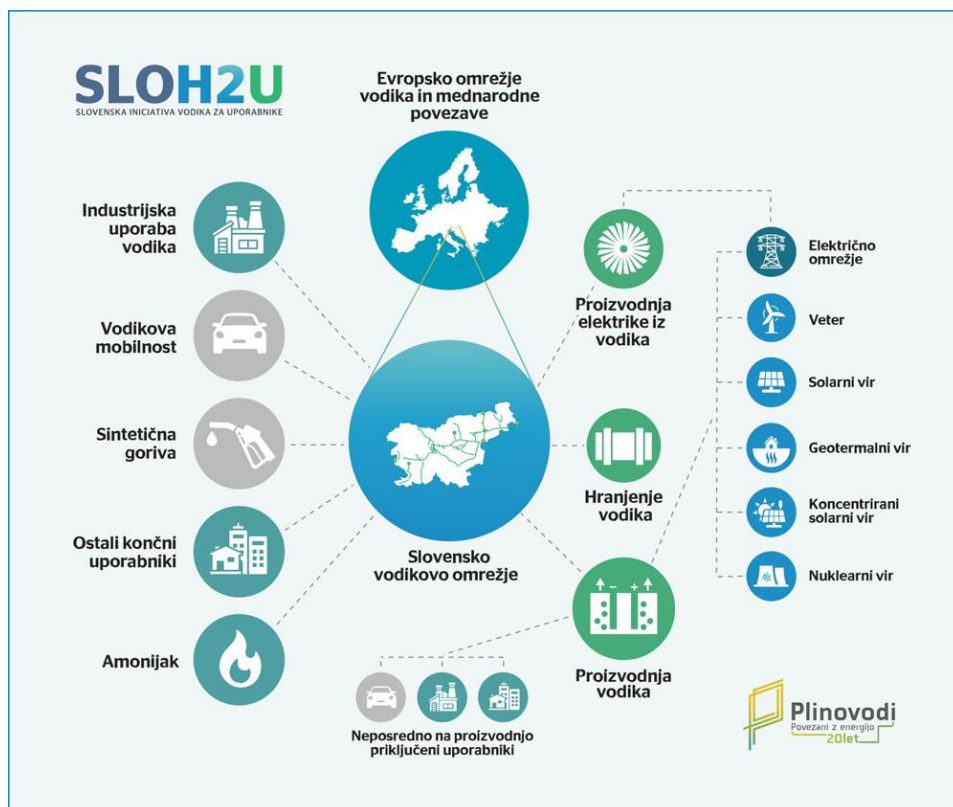 SLOH2U
SLOVENSKA INICIATIVA VODIKA ZA UPORABNIKE
Evropsko omrežje
vodika in mednarodne
povezave
Industrijska
uporaba
vodika
Vodikova
mobilnost
Sintetična
goriva
Ostali končni
uporabniki
Amonijak
Slovensko
vodikovo omrežje
Proizvodnja
elektrike iz
vodika
Hranjenje
vodika
Proizvodnja
vodika
Električno
omrežje
Veter
Solarni vir
Geotermalni vir
Koncentrirani
solarni vir
Nuklearni vir
Neposredno na proizvodnjo
priključeni uporabniki
Plinovodi
Povezani z energijo
20let